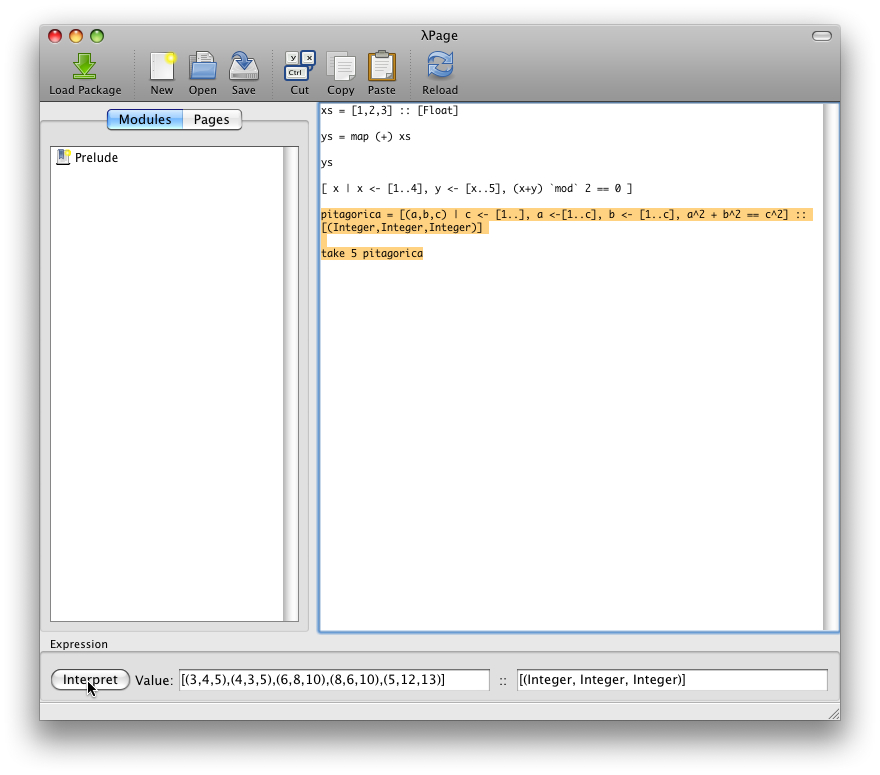 λPage
Load Package New Open Save Cut Copy Paste Reload
y x
Ctrl
Modules Pages
Prelude
xs = [1,2,3] :: [Float]
ys = map (+) xs
ys
[ x | x <- [1..4], y <- [x..5], (x+y) `mod` 2 == 0 ]
pitagorica = [(a,b,c) | c <- [1..], a <-[1..c], b <- [1..c], a^2 + b^2 == c^2] ::
[(Integer,Integer,Integer)]
take 5 pitagorica
Expression
Interpret Value: [(3,4,5),(4,3,5),(6,8,10),(8,6,10),(5,12,13)] :: [(Integer, Integer, Integer)]